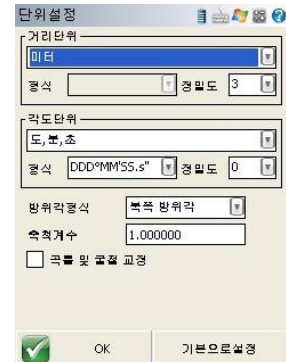 단위설정
거리단위
미터
형식 정밀도 3
각도단위
도,분,초
형식 DDD°MM'SS.s" 정밀도 0
방위각형식 북쪽 방위각
축척계수 1.000000
곡률 및 굴절 교정
OK 기본으로설정